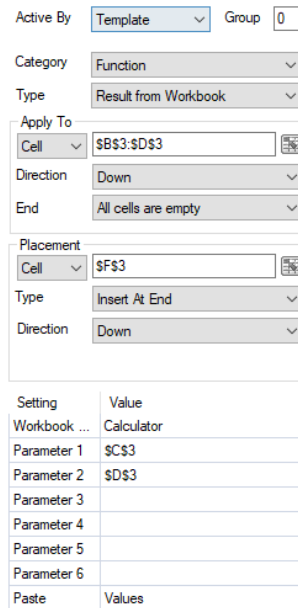 Active By Template Group 0
Category Function
Type Result from Workbook
Apply To
Cell $B$3:$D$3
Direction Down
End All cells are empty
Placement
Cell $F$3
Type Insert At End
Direction Down
Setting Value
Workbook ... Calculator
Parameter 1 $C$3
Parameter 2 $D$3
Parameter 3
Parameter 4
Parameter 5
Parameter 6
Paste Values